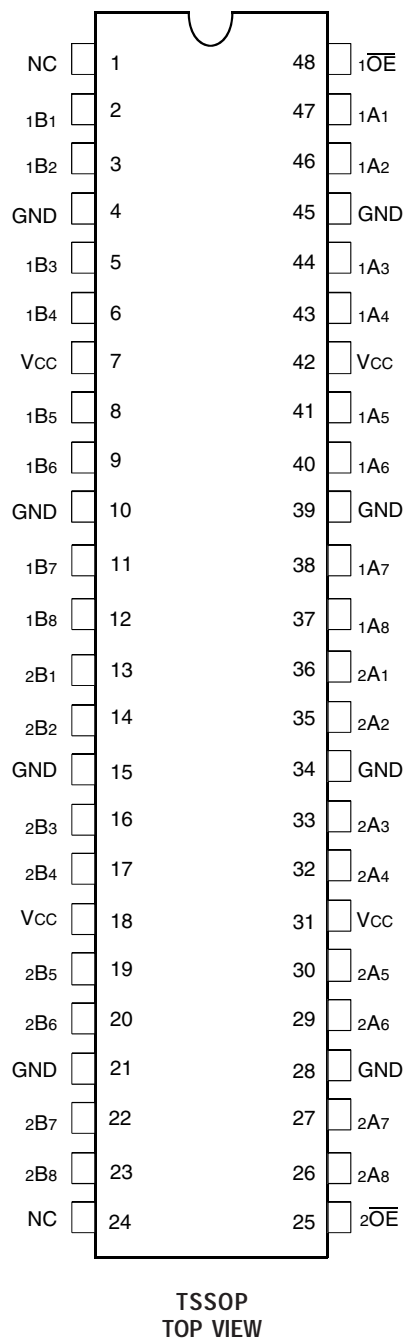 NC 1 48 1OE
1B1 2 47 1A1
1B2 3 46 1A2
GND 4 45 GND
1B3 5 44 1A3
1B4 6 43 1A4
VCC 7 42 VCC
1B5 8 41 1A5
1B6 9 40 1A6
GND 10 39 GND
1B7 11 38 1A7
1B8 12 37 1A8
2B1 13 36 2A1
2B2 14 35 2A2
GND 15 34 GND
2B3 16 33 2A3
2B4 17 32 2A4
VCC 18 31 VCC
2B5 19 30 2A5
2B6 20 29 2A6
GND 21 28 GND
2B7 22 27 2A7
2B8 23 26 2A8
NC 24 25 2OE
TSSOP
TOP VIEW